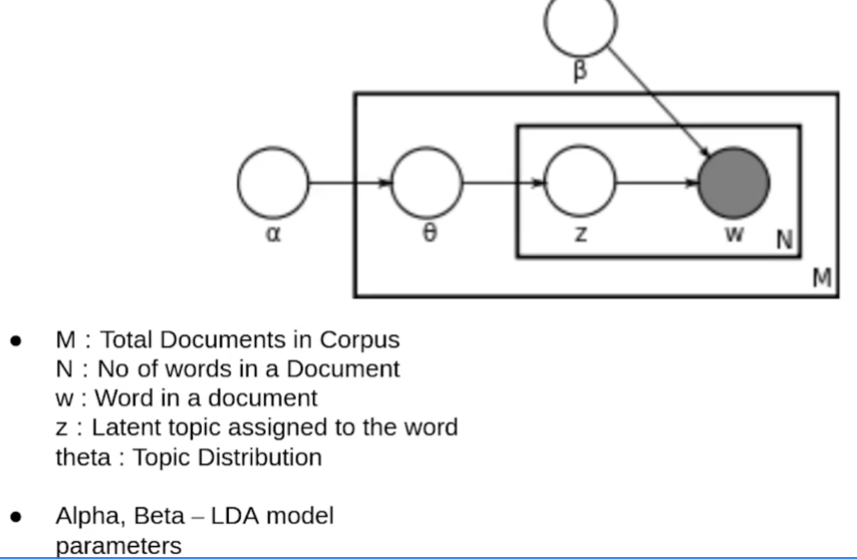 β
α
θ
z
w
N
M
● M : Total Documents in Corpus
N : No of words in a Document
w : Word in a document
z : Latent topic assigned to the word
theta : Topic Distribution
● Alpha, Beta – LDA model
parameters